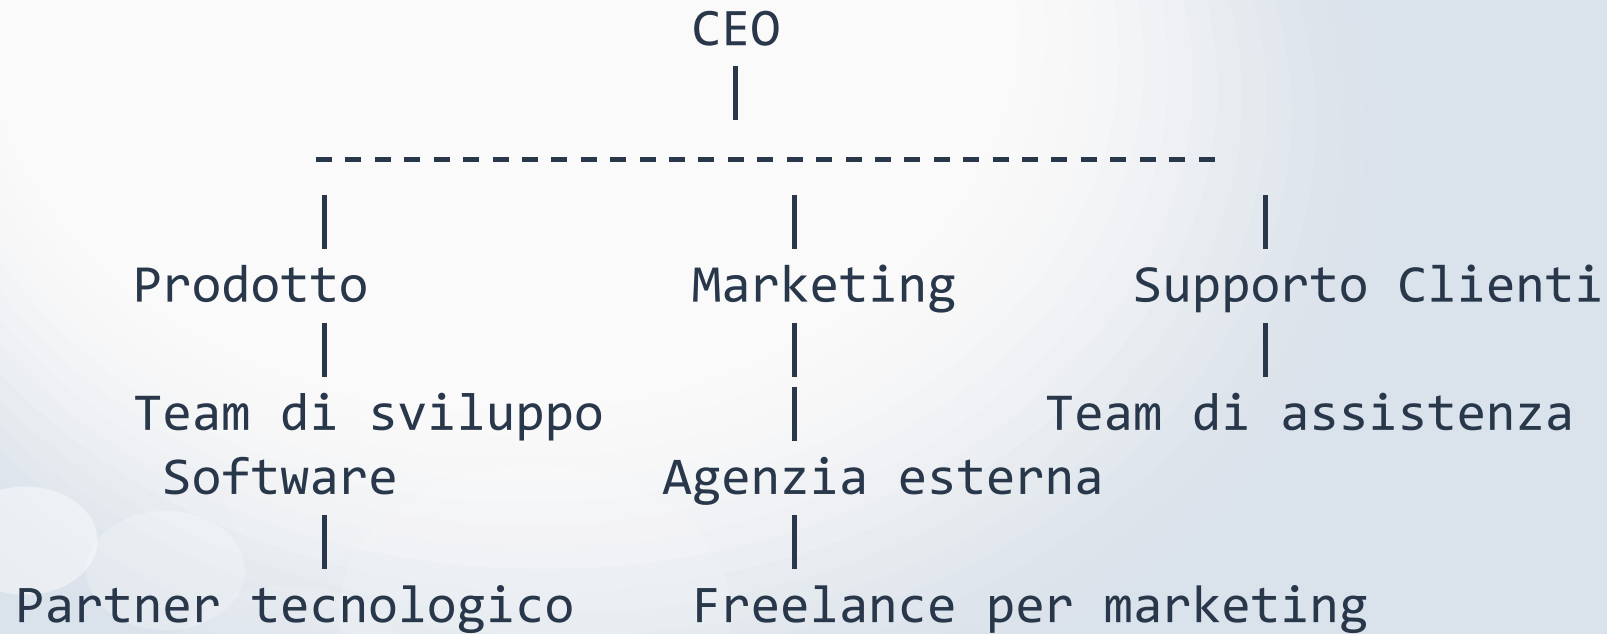 CEO
Prodotto Marketing Supporto Clienti
Team di sviluppo Team di assistenza
Software Agenzia esterna
Partner tecnologico Freelance per marketing